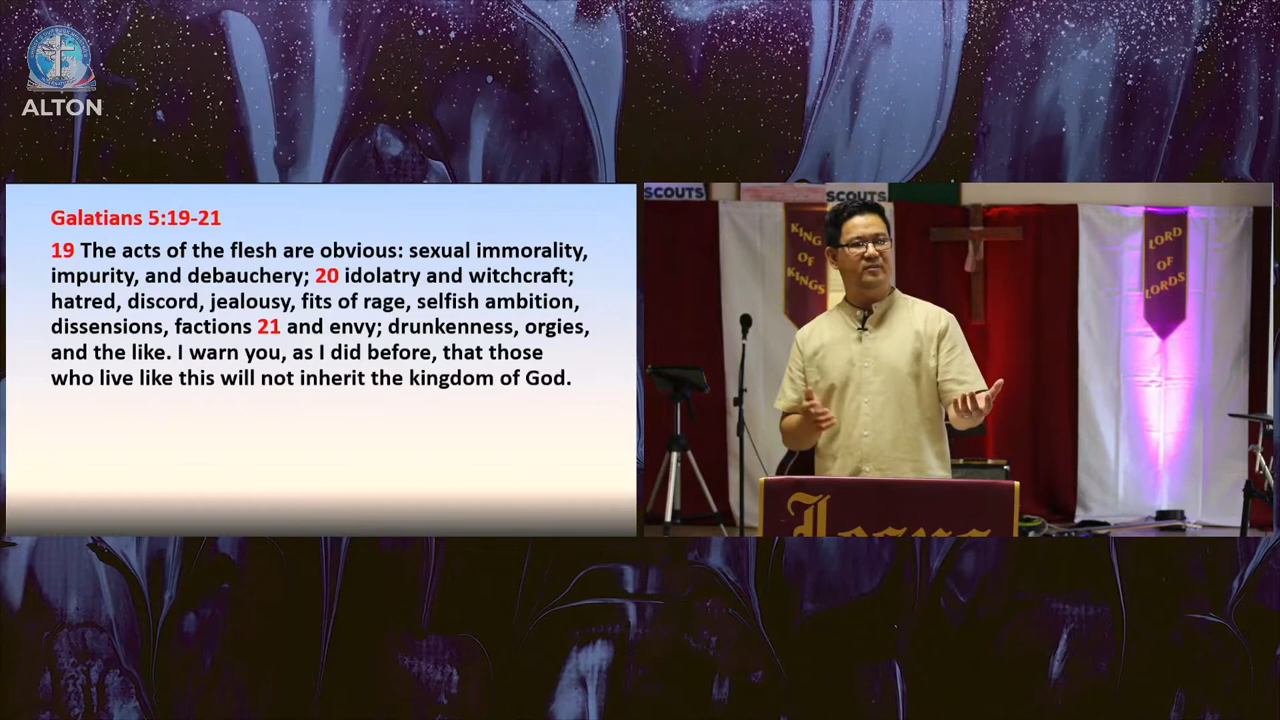 ALTON
Galatians 5:19-21
19 The acts of the flesh are obvious: sexual immorality,
impurity, and debauchery; 20 idolatry and witchcraft;
hatred, discord, jealousy, fits of rage, selfish ambition,
dissensions, factions 21 and envy; drunkenness, orgies,
and the like. I warn you, as I did before, that those
who live like this will not inherit the kingdom of God.
SCOUTS
SCOUTS
KING
OF
KINGS
LORD
OF
LORDS
Jesus